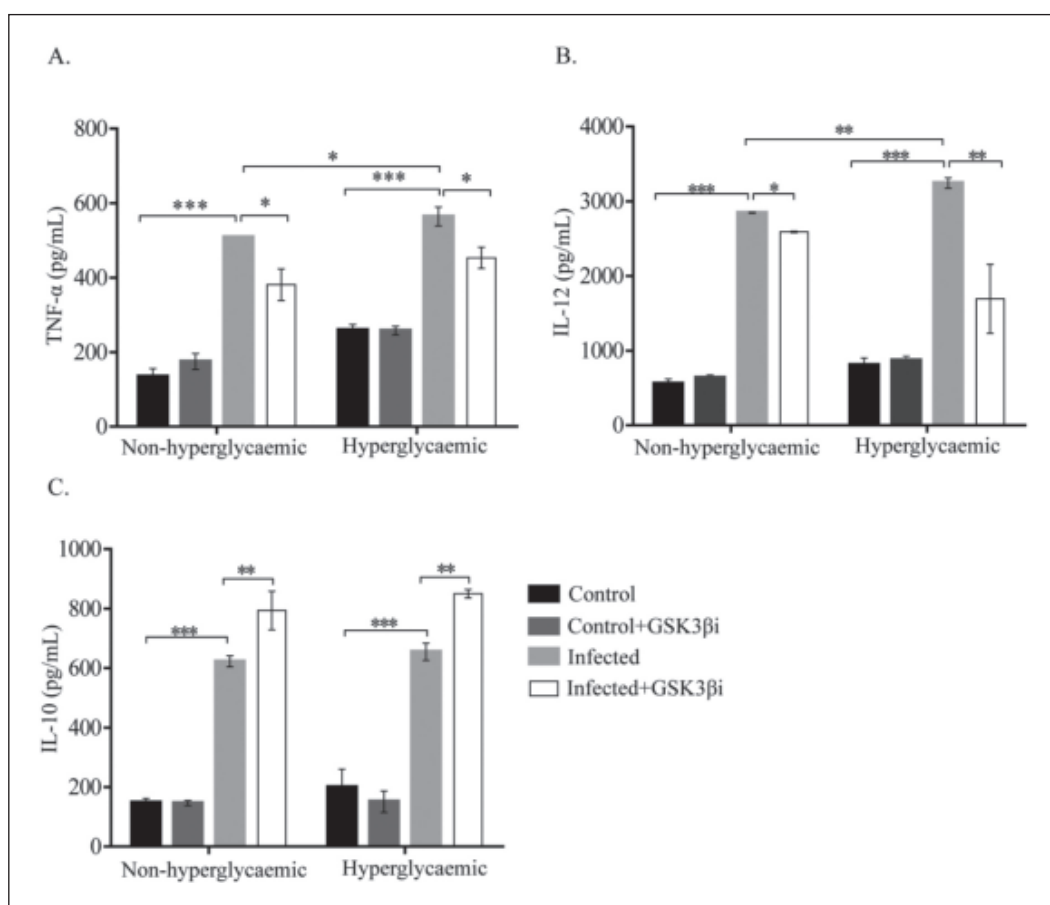 A.
TNF-α (pg/mL)
800
600
400
200
0
*
***
*
***
*
Non-hyperglycaemic
Hyperglycaemic
B.
IL-12 (pg/mL)
4000
3000
2000
1000
0
**
***
*
***
**
Non-hyperglycaemic
Hyperglycaemic
C.
IL-10 (pg/mL)
1000
800
600
400
200
0
**
***
**
***
Non-hyperglycaemic
Hyperglycaemic
Control
Control+GSK3βi
Infected
Infected+GSK3βi